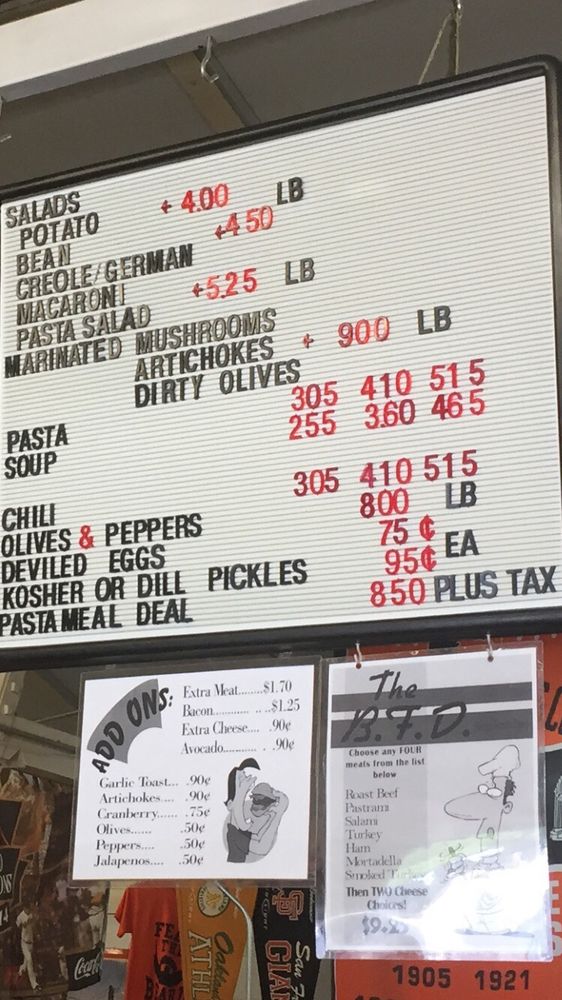 SALADS
POTATO + 4.00 LB
BEAN +4 50
CREOLE/GERMAN
MACARONI
PASTA SALAD +5.25 LB
MARINATED MUSHROOMS
ARTICHOKES + 900 LB
DIRTY OLIVES
PASTA 305 410 515
SOUP 255 3.60 465
CHILI 305 410 515
OLIVES & PEPPERS 800 LB
DEVILED EGGS 75 ¢
KOSHER OR DILL PICKLES 95¢ EA
PASTA MEAL DEAL 850 PLUS TAX
ADD ONS:
Extra Meat........$1.70
Bacon..................$1.25
Extra Cheese.... .90¢
Avocado............ . .90¢
Garlic Toast... .90¢
Artichokes.... .90¢
Cranberry...... .75¢
Olives...... .50¢
Peppers.... .50¢
Jalapenos.... .50¢
The
B.F.D.
Choose any FOUR
meats from the list
below
Roast Beef
Pastrami
Salami
Turkey
Ham
Mortadella
Smoked Turkey
Then TWO Cheese
Choices!
Oakland
ATH
San
GIAN
1905 1921